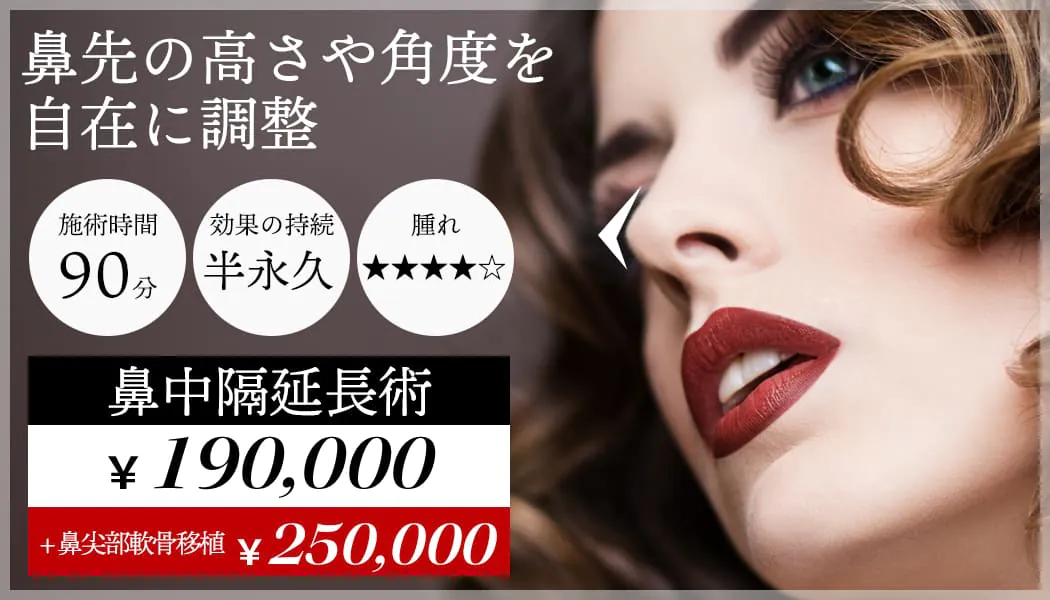 鼻先の高さや角度を
自在に調整
施術時間
90分
効果の持続
半永久
腫れ
★★★★☆
鼻中隔延長術
¥190,000
+鼻尖部軟骨移植 ¥250,000